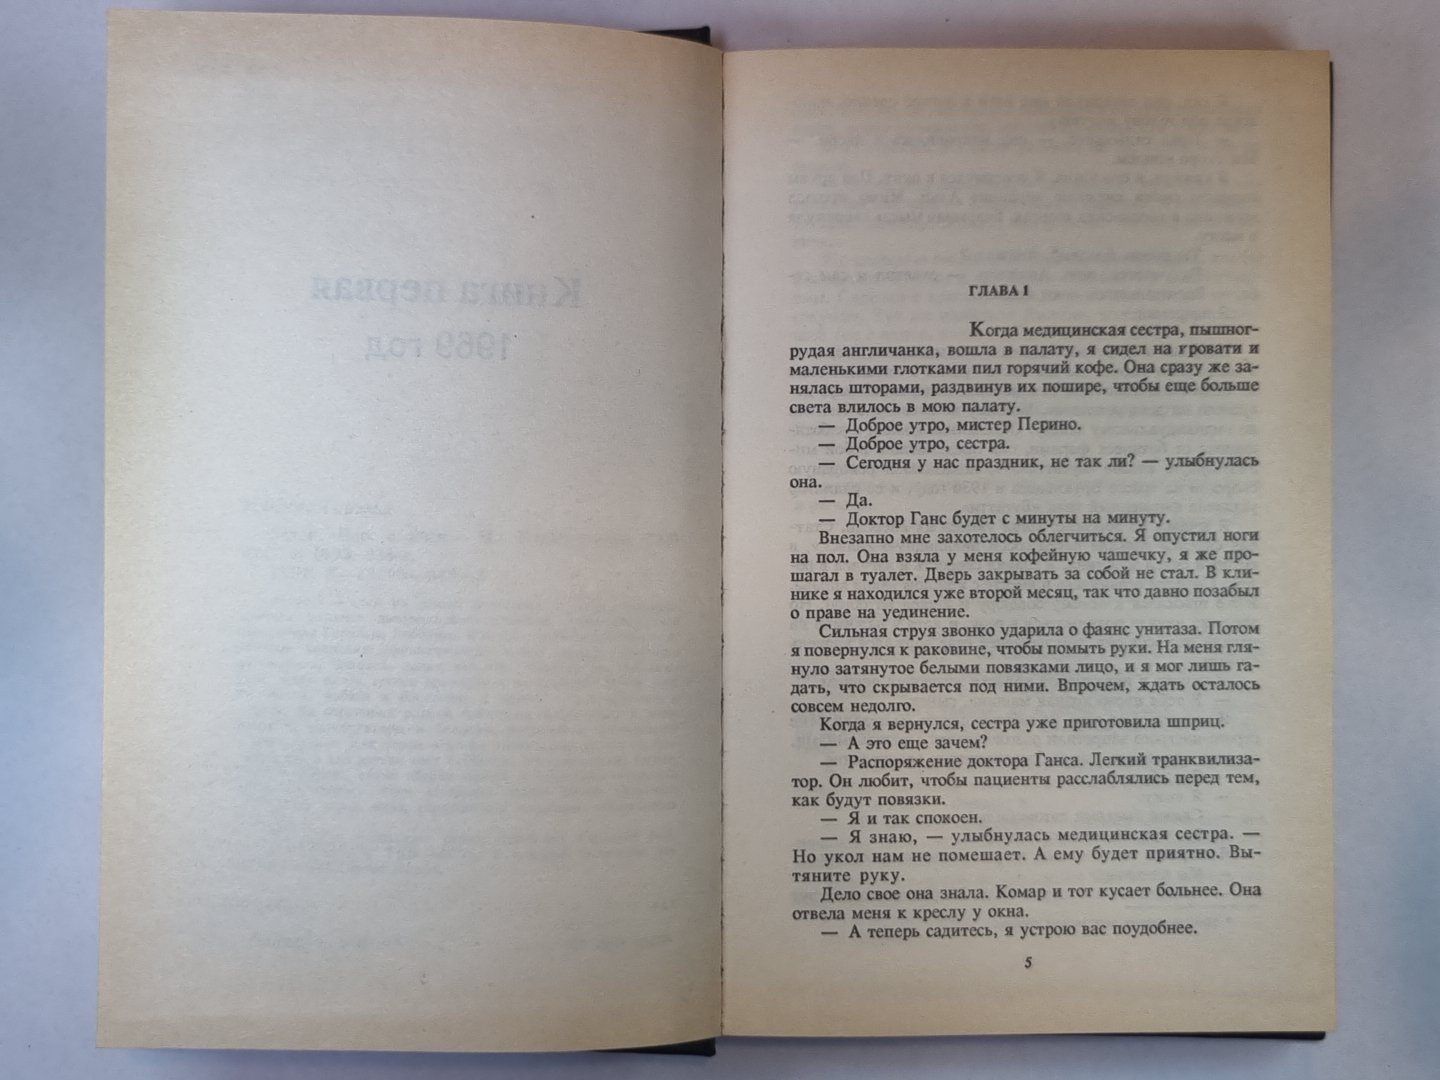 Книга первая
1969 год
ГЛАВА 1
Когда медицинская сестра, пышног-
рудая англичанка, вошла в палату, я сидел на кровати и
маленькими глотками пил горячий кофе. Она сразу же за-
нялась шторами, раздвинув их пошире, чтобы еще больше
света влилось в мою палату.
— Доброе утро, мистер Перино.
— Доброе утро, сестра.
— Сегодня у нас праздник, не так ли? — улыбнулась
она.
— Да.
— Доктор Ганс будет с минуты на минуту.
Внезапно мне захотелось облегчиться. Я опустил ноги
на пол. Она взяла у меня кофейную чашечку, я же про-
шагал в туалет. Дверь закрывать за собой не стал. В кли-
нике я находился уже второй месяц, так что давно позабыл
о праве на уединение.
Сильная струя звонко ударила о фаянс унитаза. Потом
я повернулся к раковине, чтобы помыть руки. На меня гля-
нуло затянутое белыми повязками лицо, и я мог лишь га-
дать, что скрывается под ними. Впрочем, ждать осталось
совсем недолго.
Когда я вернулся, сестра уже приготовила шприц.
— А это еще зачем?
— Распоряжение доктора Ганса. Легкий транквилиза-
тор. Он любит, чтобы пациенты расслаблялись перед тем,
как будут повязки.
— Я и так спокоен.
— Я знаю, — улыбнулась медицинская сестра. —
Но укол нам не помешает. А ему будет приятно. Вы-
тяните руку.
Дело свое она знала. Комар и тот кусает больнее. Она
отвела меня к креслу у окна.
— А теперь садитесь, я устрою вас поудобнее.
5